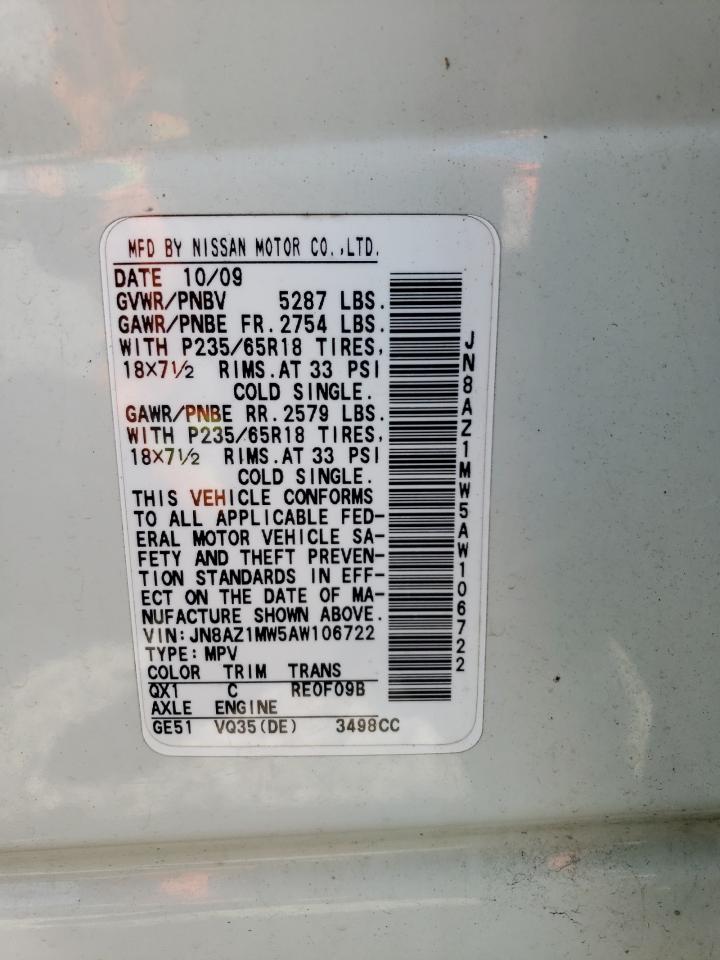 MFD BY NISSAN MOTOR CO.,LTD.
DATE 10/09
GVWR/PNBV 5287 LBS.
GAWR/PNBE FR. 2754 LBS.
WITH P235/65R18 TIRES,
18×7½ RIMS. AT 33 PSI
COLD SINGLE.
GAWR/PNBE RR. 2579 LBS.
WITH P235/65R18 TIRES,
18×7½ RIMS. AT 33 PSI
COLD SINGLE.
THIS VEHICLE CONFORMS
TO ALL APPLICABLE FED-
ERAL MOTOR VEHICLE SA-
FETY AND THEFT PREVEN-
TION STANDARDS IN EFF-
ECT ON THE DATE OF MA-
NUFACTURE SHOWN ABOVE.
VIN: JN8AZ1MW5AW106722
TYPE: MPV
COLOR TRIM TRANS
QX1 C RE0F09B
AXLE ENGINE
GE51 VQ35(DE) 3498CC
JN8AZ1MW5AW106722